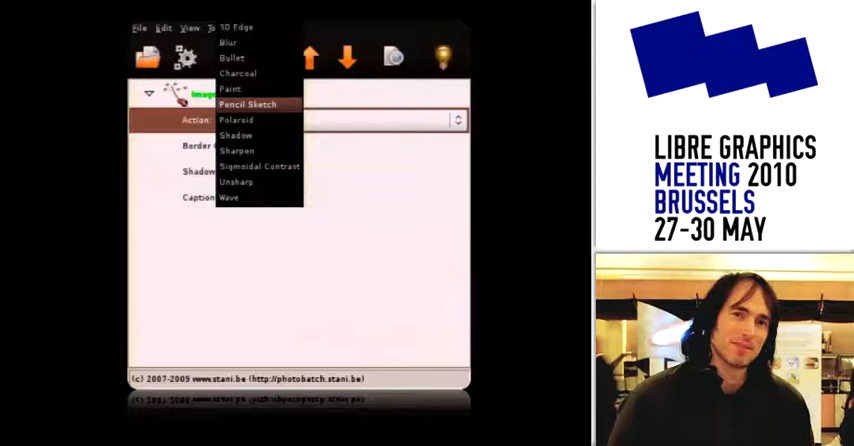 File Edit View To
3D Edge
Blur
Bullet
Charcoal
Paint
Pencil Sketch
Polaroid
Shadow
Sharpen
Sigmoidal Contrast
Unsharp
Wave
Imag
Action:
Border
Shadow
Caption
(c) 2007-2009 www.stani.be (http://photobatch.stani.be)
LIBRE GRAPHICS
MEETING 2010
BRUSSELS
27-30 MAY